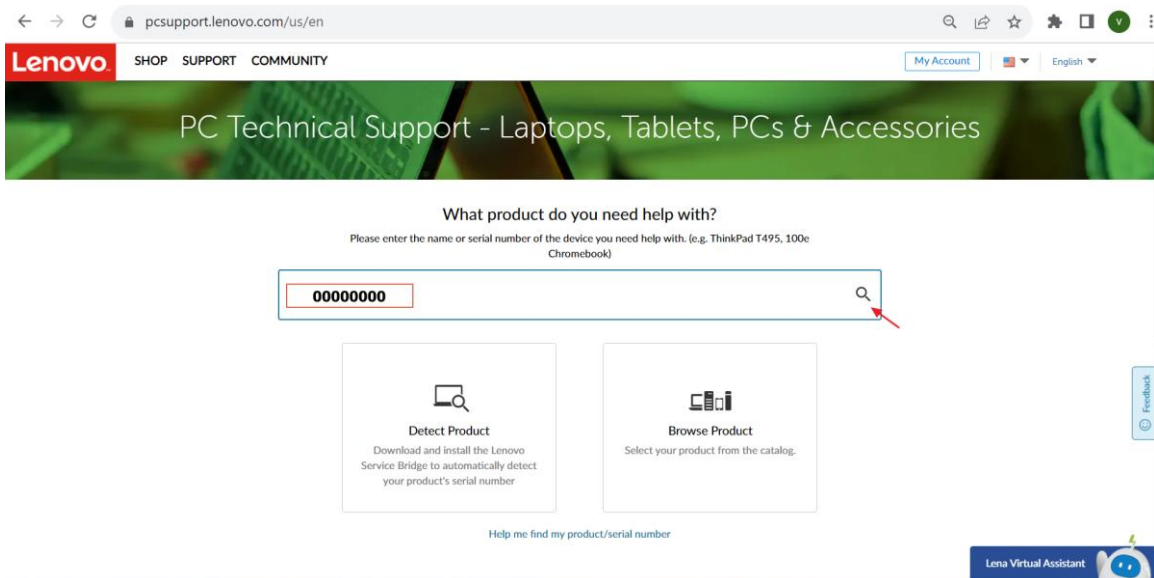 pcsupport.lenovo.com/us/en
V
Lenovo.
SHOP SUPPORT COMMUNITY
My Account
English
PC Technical Support - Laptops, Tablets, PCs & Accessories
What product do you need help with?
Please enter the name or serial number of the device you need help with. (e.g. ThinkPad T495, 100e
Chromebook)
00000000
Detect Product
Download and install the Lenovo
Service Bridge to automatically detect
your product's serial number
Browse Product
Select your product from the catalog.
Feedback
Help me find my product/serial number
Lena Virtual Assistant